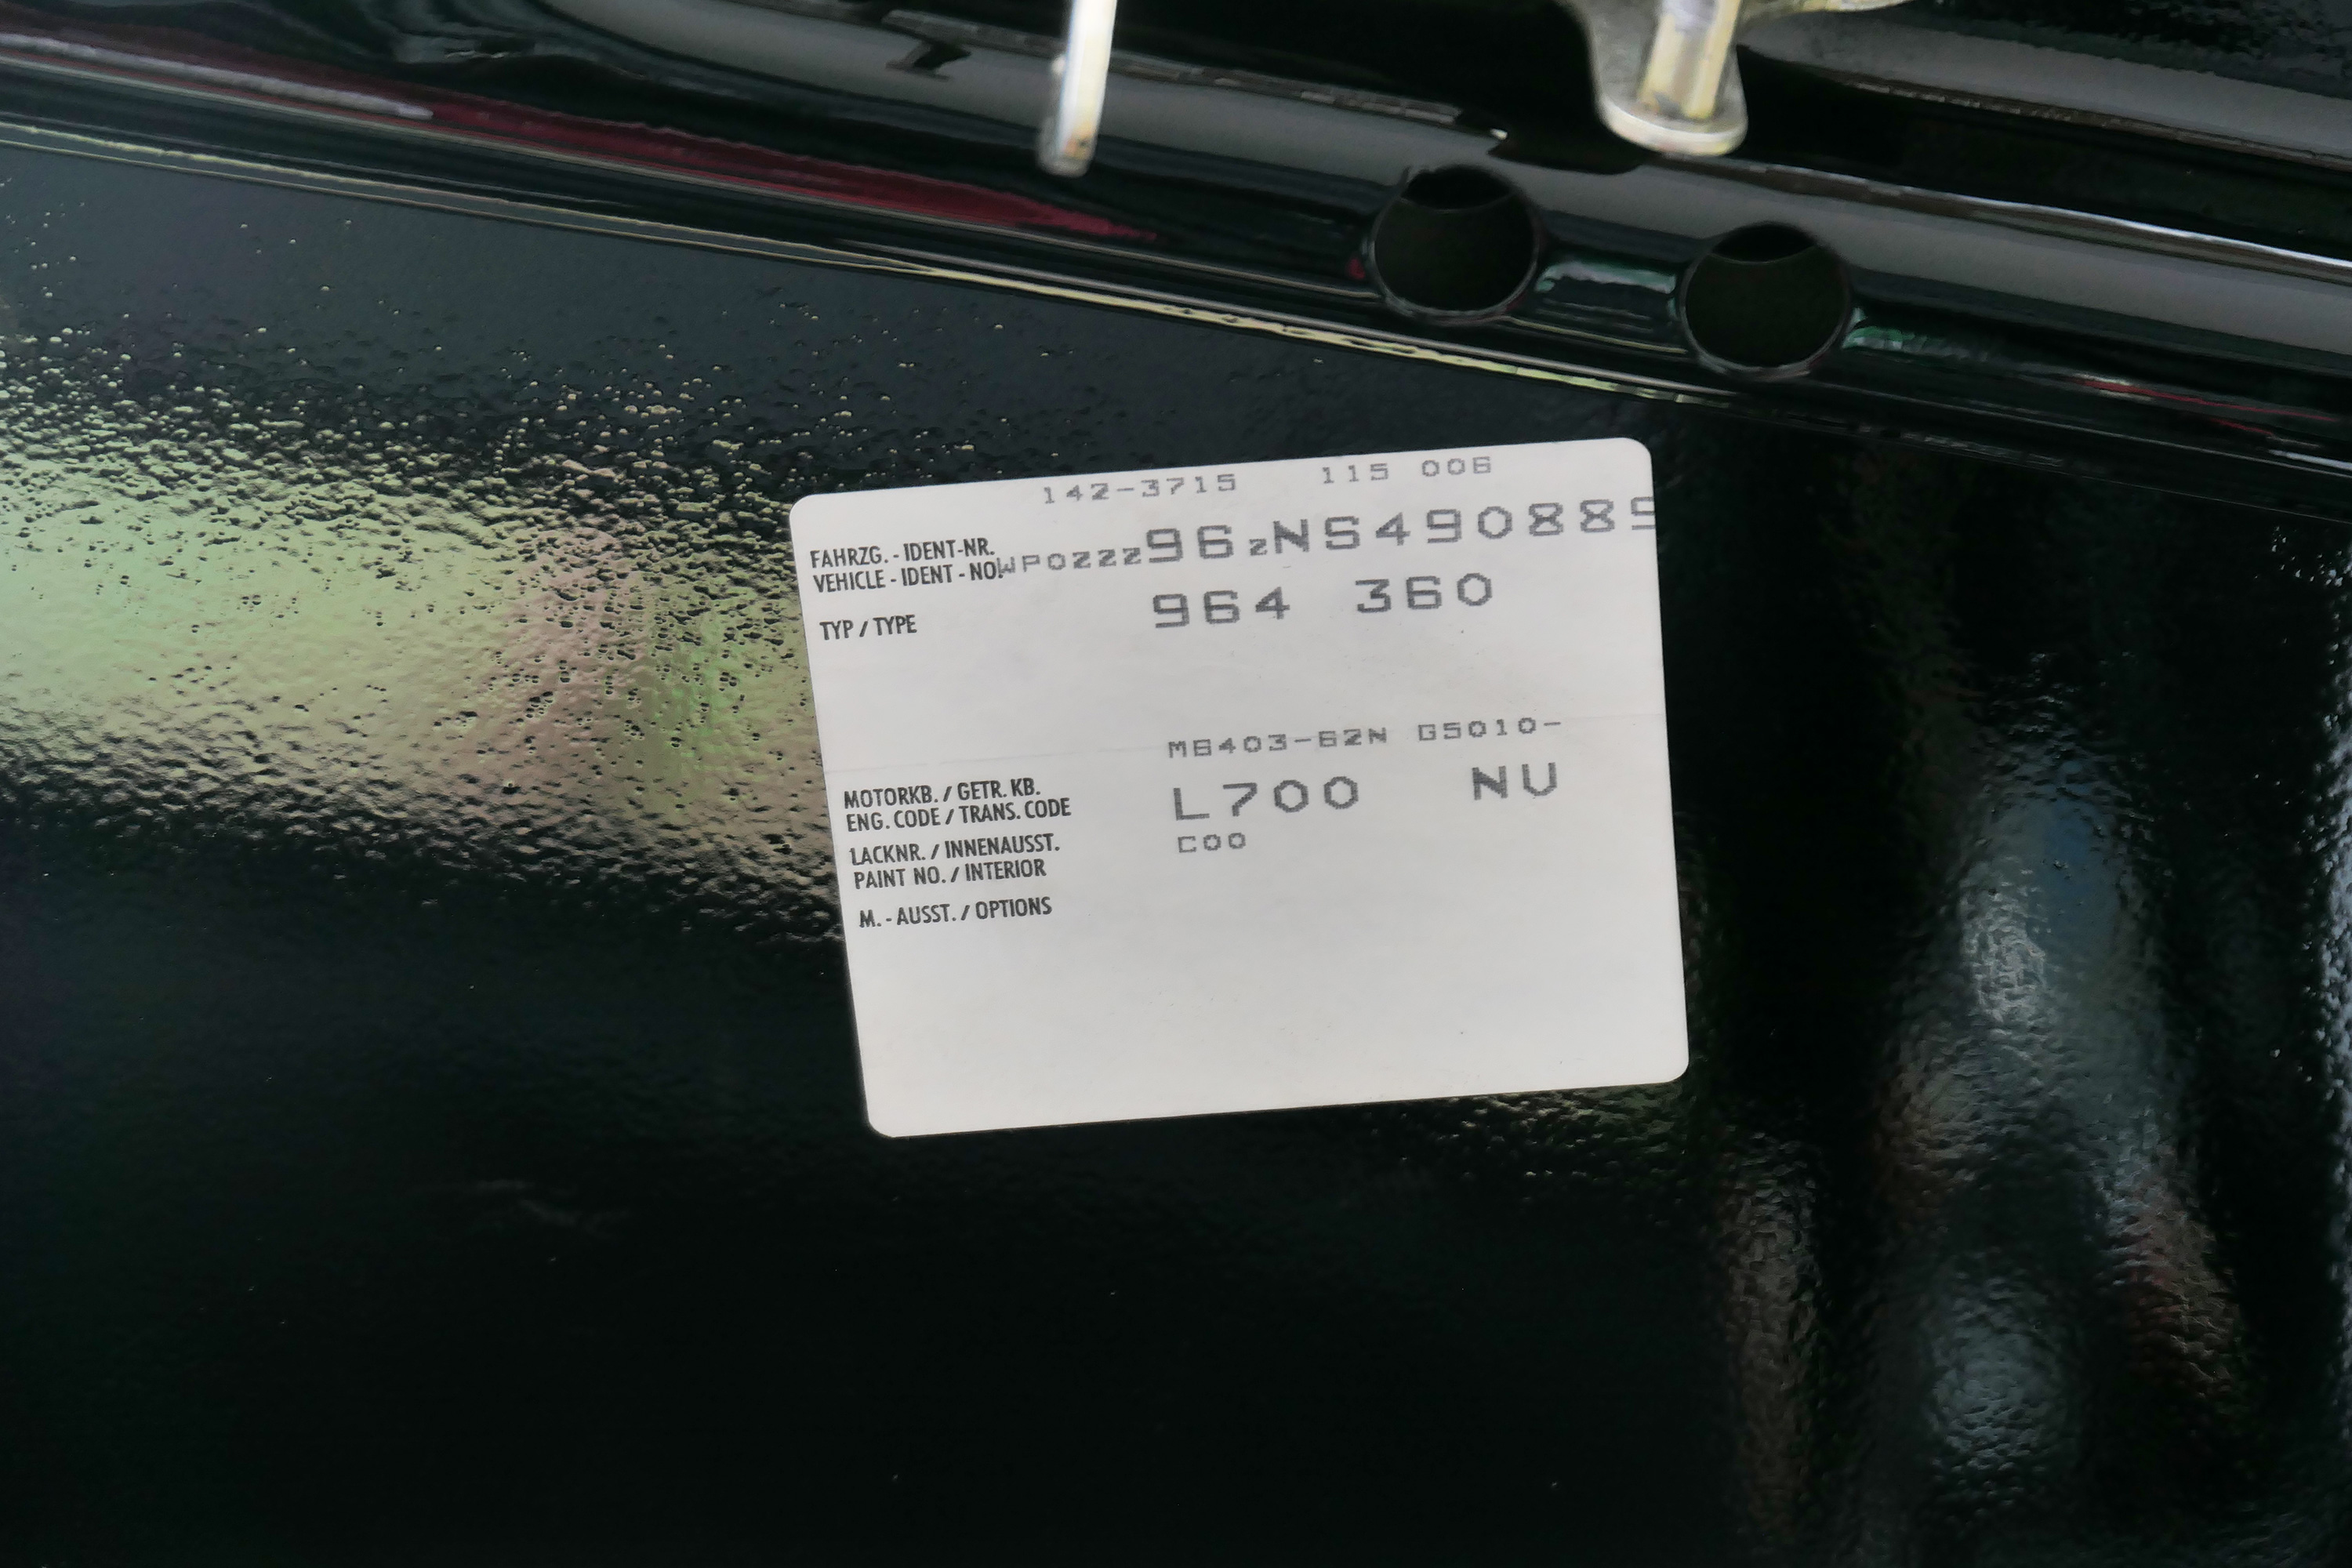 142-3715 115 006
FAHRZG. - IDENT-NR.
VEHICLE - IDENT - NO. WP0ZZZ96ZNS490889
TYP / TYPE 964 360
M6403-62N G5010-
MOTORKB. / GETR. KB.
ENG. CODE / TRANS. CODE L700 NU
LACKNR. / INNENAUSST. C00
PAINT NO. / INTERIOR
M. - AUSST. / OPTIONS